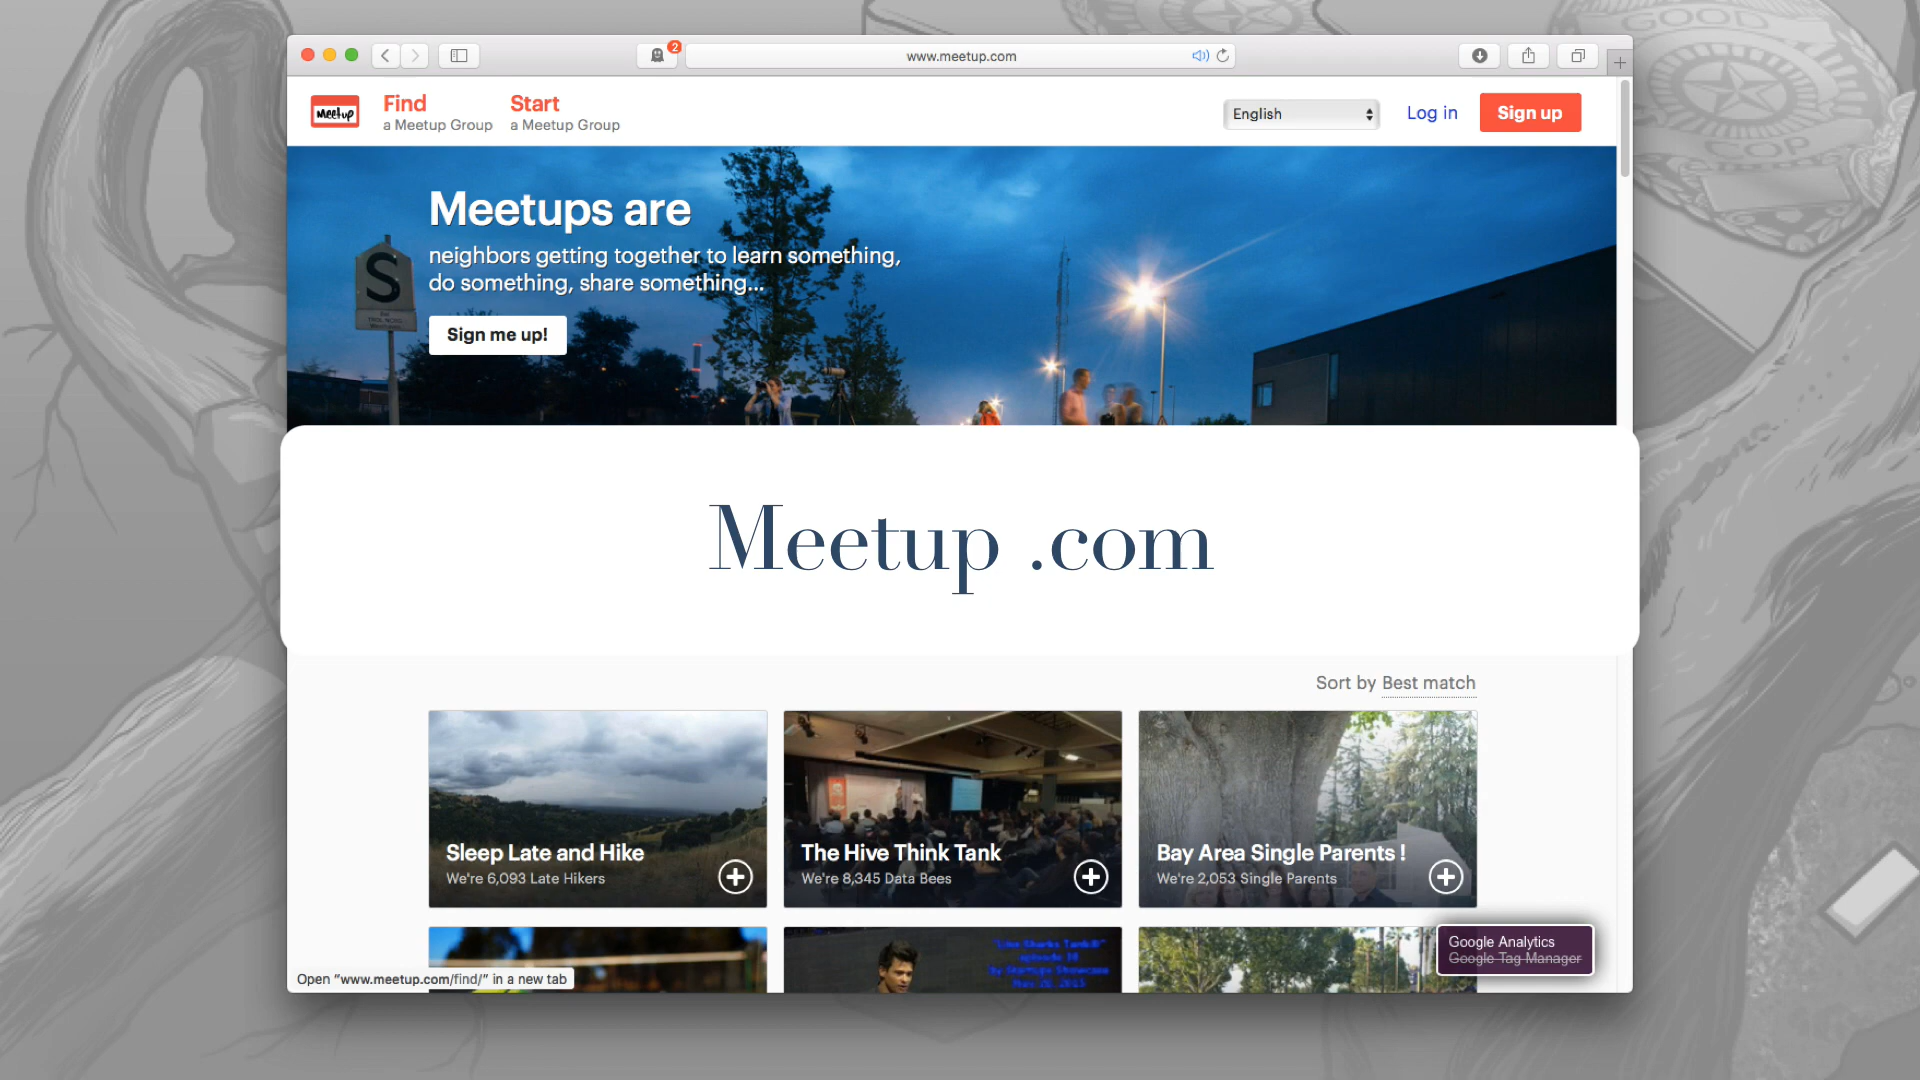 GOOD
COP
2
www.meetup.com
Meetup
Find
a Meetup Group
Start
a Meetup Group
English
Log in
Sign up
Meetups are
neighbors getting together to learn something,
do something, share something...
S
Sign me up!
Meetup .com
Sort by Best match
Sleep Late and Hike
We're 6,093 Late Hikers
The Hive Think Tank
We're 8,345 Data Bees
Bay Area Single Parents !
We're 2,053 Single Parents
Google Analytics
Google Tag Manager
Open “www.meetup.com/find/” in a new tab